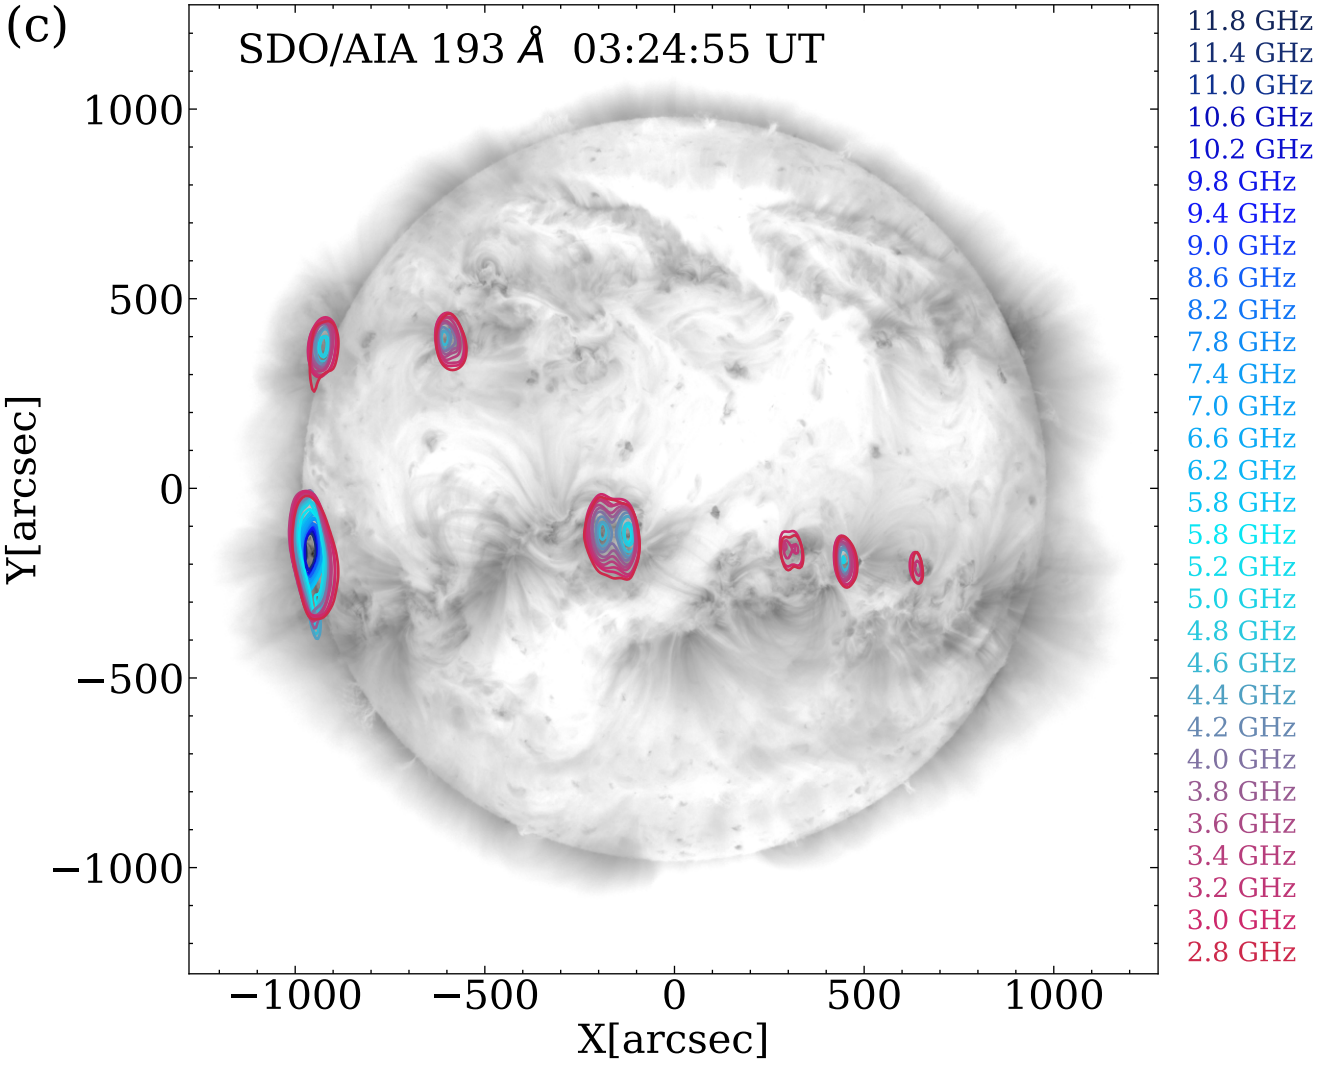 (c)
SDO/AIA 193 Å 03:24:55 UT
1000
500
0
−500
−1000
Y[arcsec]
−1000 −500 0 500 1000
X[arcsec]
11.8 GHz
11.4 GHz
11.0 GHz
10.6 GHz
10.2 GHz
9.8 GHz
9.4 GHz
9.0 GHz
8.6 GHz
8.2 GHz
7.8 GHz
7.4 GHz
7.0 GHz
6.6 GHz
6.2 GHz
5.8 GHz
5.8 GHz
5.2 GHz
5.0 GHz
4.8 GHz
4.6 GHz
4.4 GHz
4.2 GHz
4.0 GHz
3.8 GHz
3.6 GHz
3.4 GHz
3.2 GHz
3.0 GHz
2.8 GHz